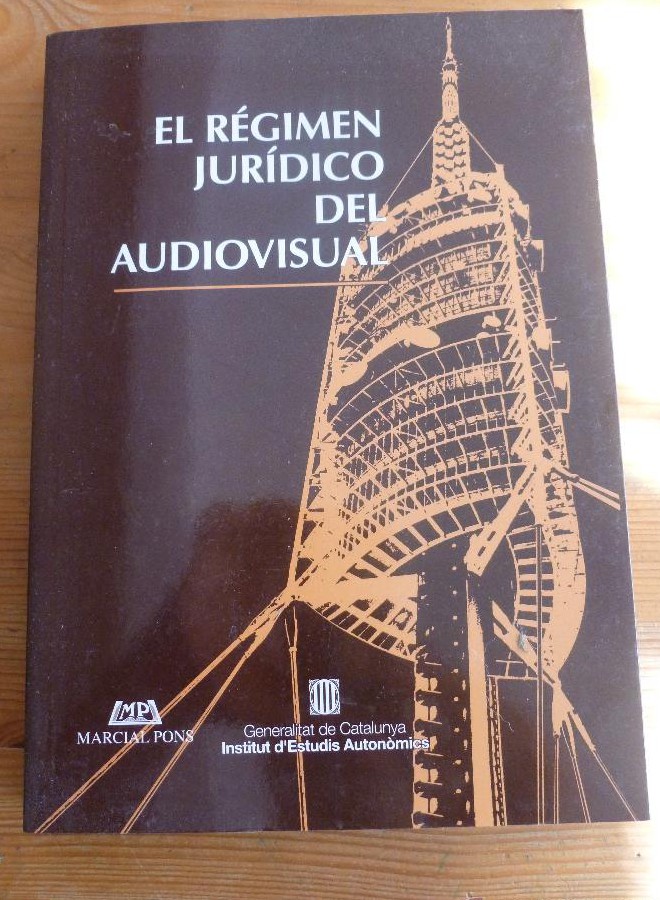 EL RÉGIMEN
JURÍDICO
DEL
AUDIOVISUAL
MP
MARCIAL PONS
Generalitat de Catalunya
Institut d'Estudis Autonòmics